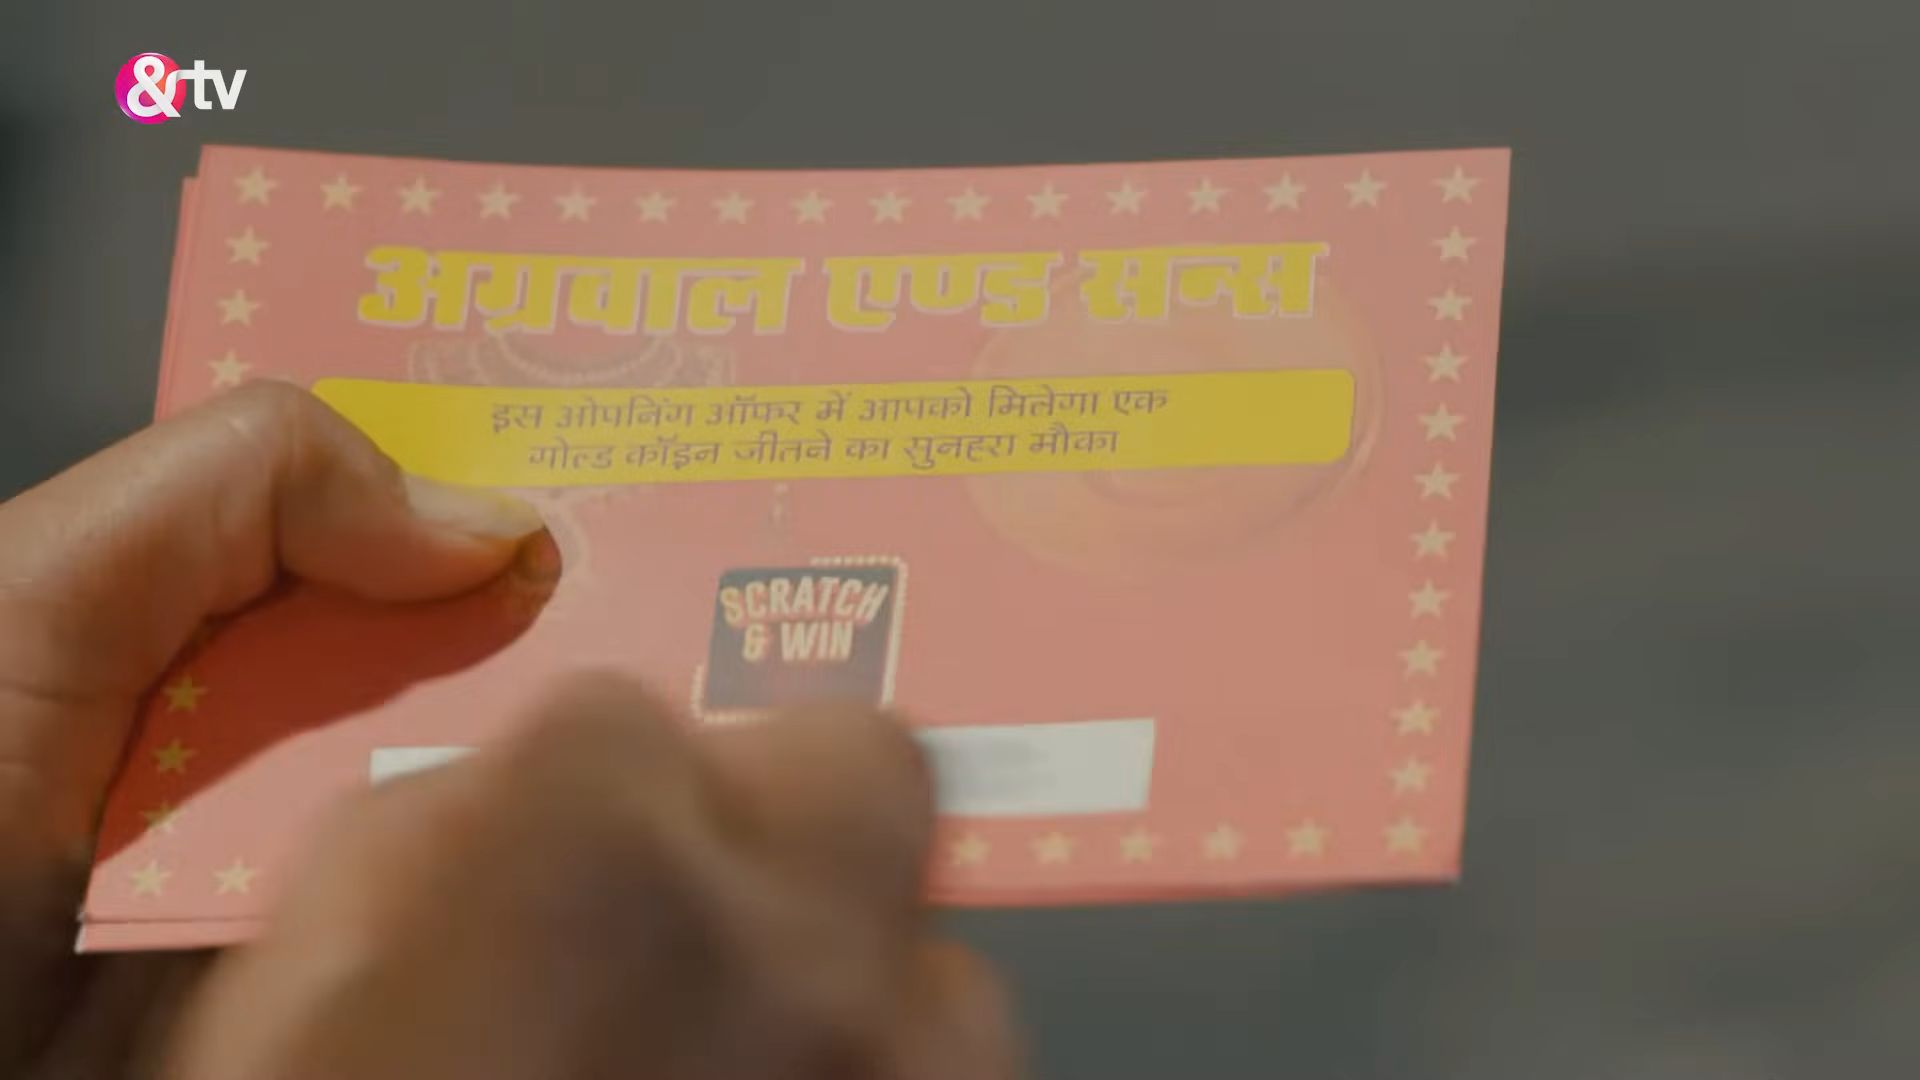 &tv
अग्रवाल एण्ड सन्स
इस ओपनिंग ऑफर में आपको मिलेगा एक
गोल्ड कॉइन जीतने का सुनहरा मौका
SCRATCH
& WIN